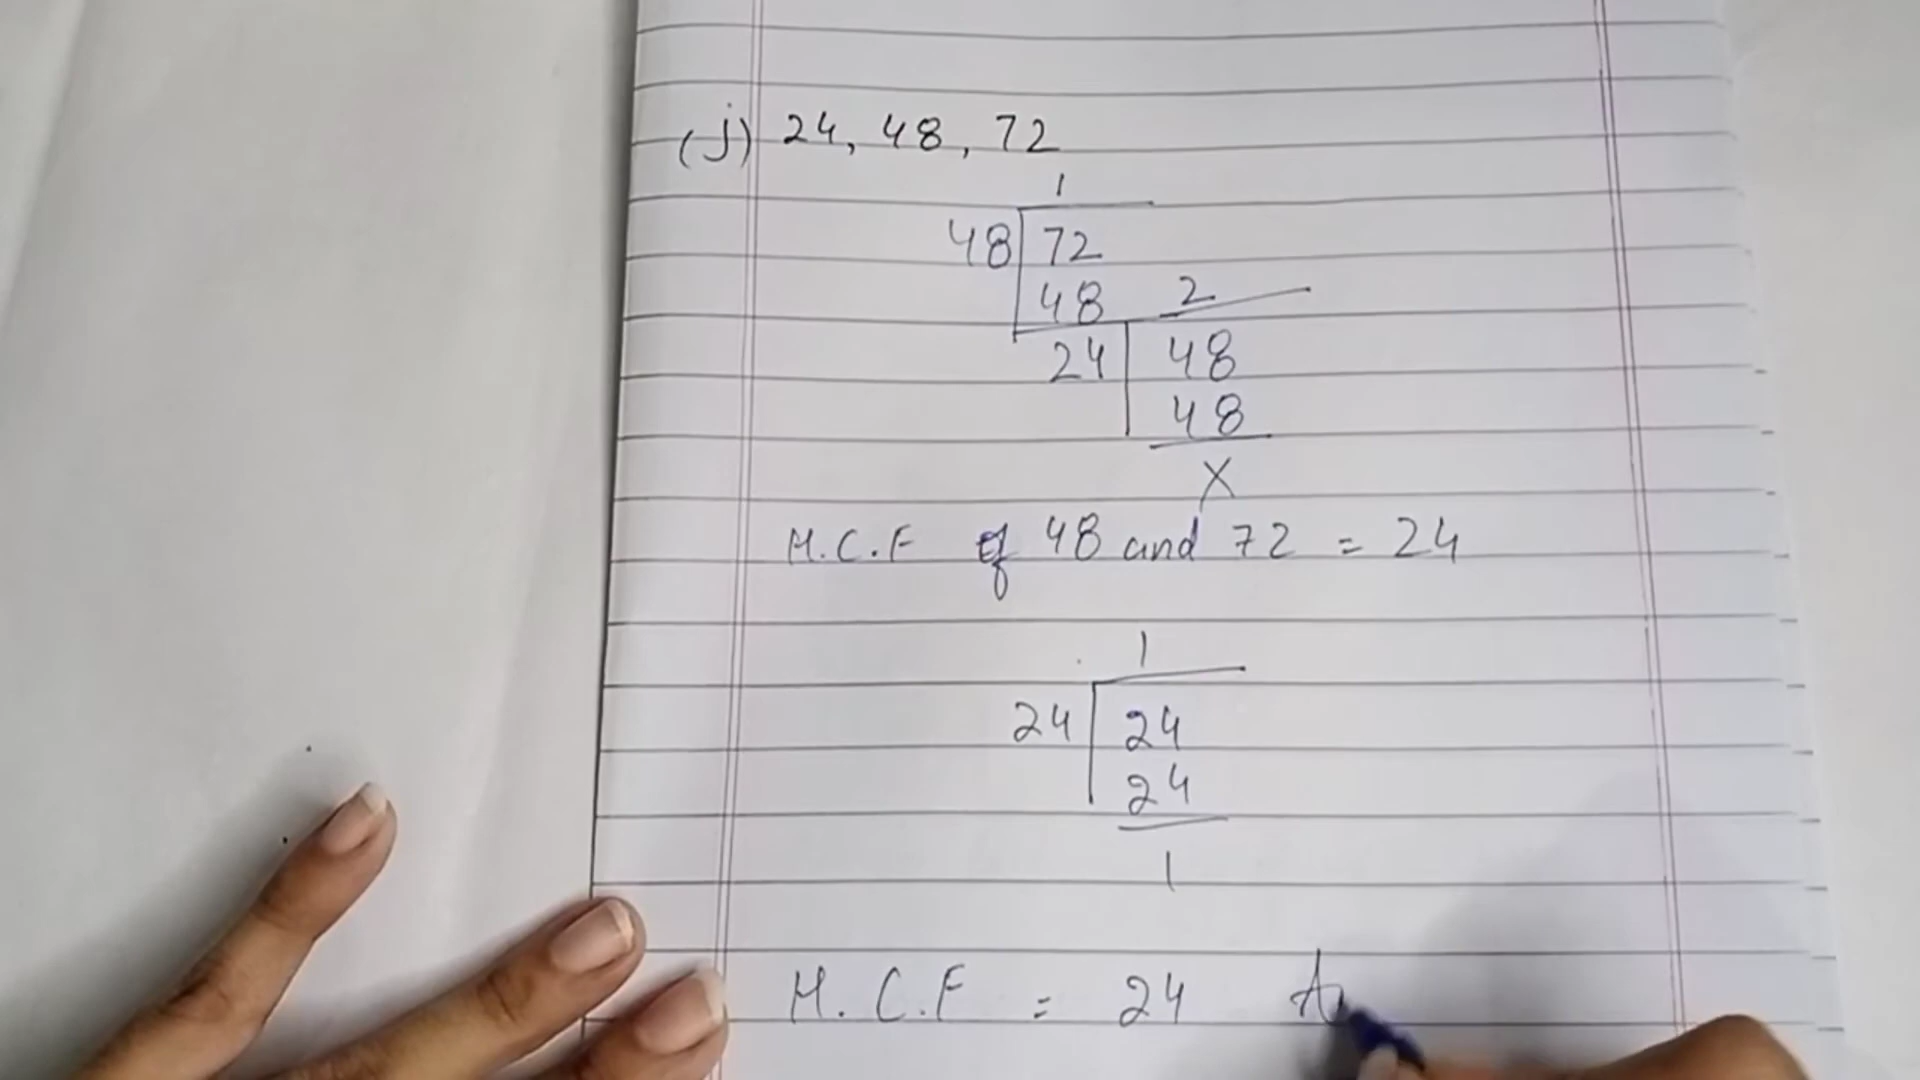 (j) 24, 48, 72
1
48 72
48 2
24 48
48
X
H.C.F of 48 and 72 = 24
1
24 24
24
1
H.C.F = 24